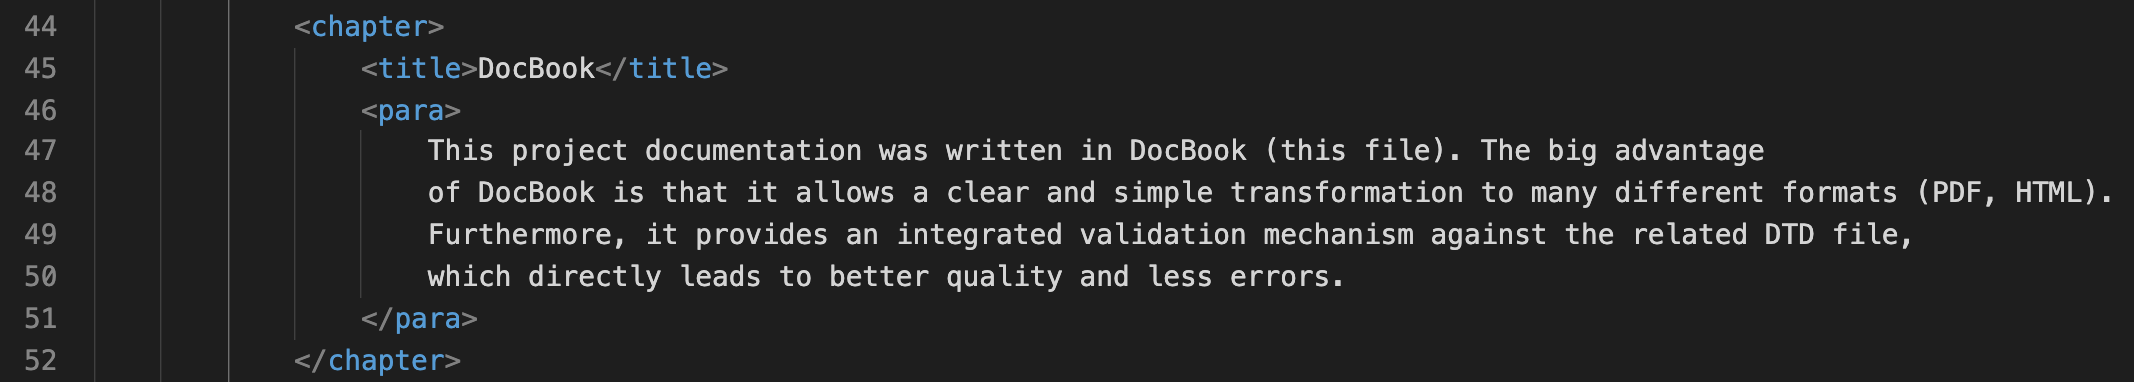 44 <chapter>
45 <title>DocBook</title>
46 <para>
47 This project documentation was written in DocBook (this file). The big advantage
48 of DocBook is that it allows a clear and simple transformation to many different formats (PDF, HTML).
49 Furthermore, it provides an integrated validation mechanism against the related DTD file,
50 which directly leads to better quality and less errors.
51 </para>
52 </chapter>